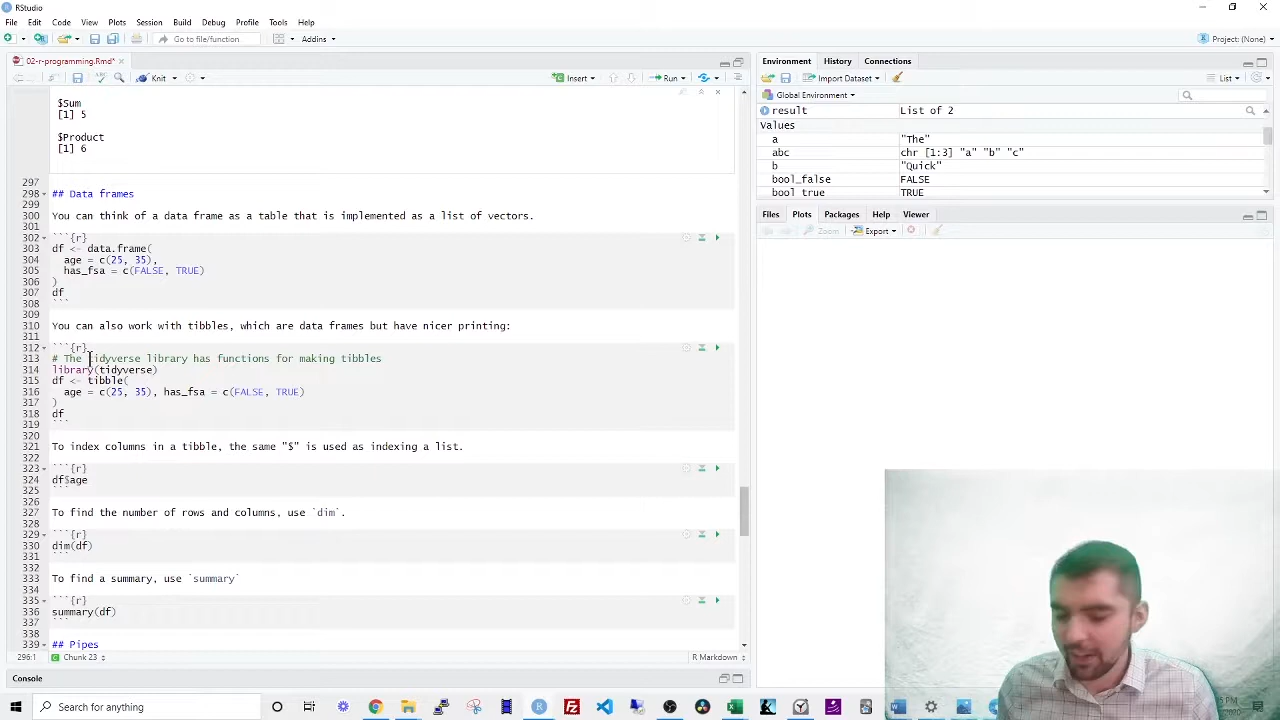 RStudio
File Edit Code View Plots Session Build Debug Profile Tools Help
Go to file/function Addins Project: (None)
02-r-programming.Rmd*
Knit Insert Run
$Sum
[1] 5
$Product
[1] 6
297
298 ## Data frames
299
300 You can think of a data frame as a table that is implemented as a list of vectors.
301
302 ```{r}
303 df <- data.frame(
304 age = c(25, 35),
305 has_fsa = c(FALSE, TRUE)
306 )
307 df
308 ```
309
310 You can also work with tibbles, which are data frames but have nicer printing:
311
312 ```{r}
313 # The tidyverse library has functions for making tibbles
314 library(tidyverse)
315 df <- tibble(
316 age = c(25, 35), has_fsa = c(FALSE, TRUE)
317 )
318 df
319 ```
320
321 To index columns in a tibble, the same "$" is used as indexing a list.
322
323 ```{r}
324 df$age
325 ```
326
327 To find the number of rows and columns, use `dim`.
328
329 ```{r}
330 dim(df)
331 ```
332
333 To find a summary, use `summary`
334
335 ```{r}
336 summary(df)
337 ```
338
339 ## Pipes
296:1 Chunk 23 R Markdown
Console
Environment History Connections
Import Dataset List
Global Environment
result List of 2
Values
a "The"
abc chr [1:3] "a" "b" "c"
b "Quick"
bool_false FALSE
bool_true TRUE
Files Plots Packages Help Viewer
Zoom Export
Search for anything